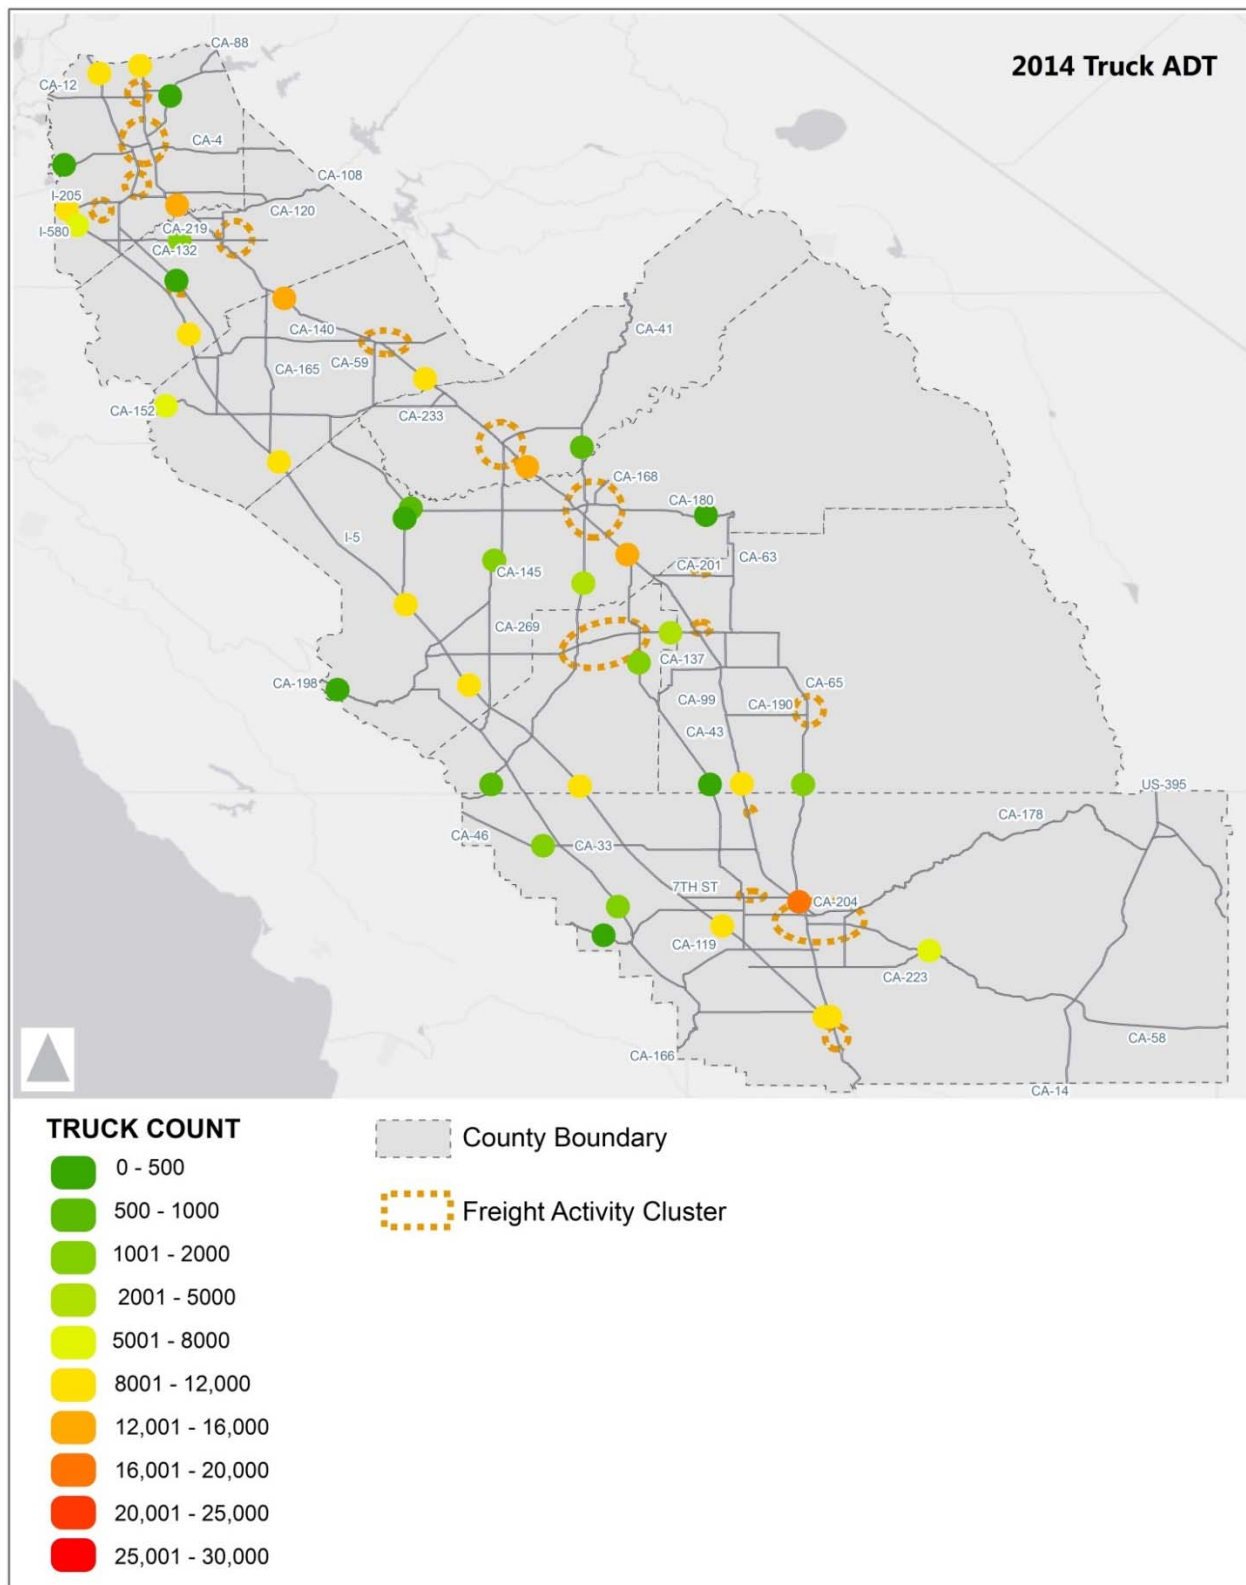 2014 Truck ADT
CA-88
CA-12
CA-4
CA-108
I-205
CA-120
I-580
CA-219
CA-132
CA-140
CA-41
CA-59
CA-165
CA-152
CA-233
CA-168
CA-180
I-5
CA-63
CA-201
CA-145
CA-269
CA-137
CA-198
CA-65
CA-99
CA-190
CA-43
US-395
CA-178
CA-46
CA-33
7TH ST
CA-204
CA-119
CA-223
CA-58
CA-166
CA-14
TRUCK COUNT
0 - 500
500 - 1000
1001 - 2000
2001 - 5000
5001 - 8000
8001 - 12,000
12,001 - 16,000
16,001 - 20,000
20,001 - 25,000
25,001 - 30,000
County Boundary
Freight Activity Cluster